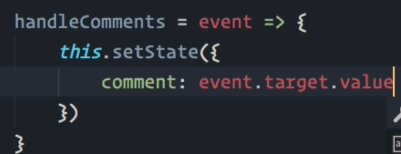 handleComments = event => {
this.setState({
comment: event.target.value
})
}